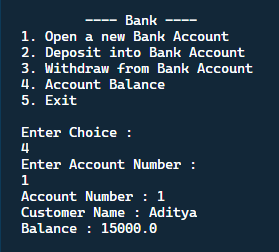 ---- Bank ----
1. Open a new Bank Account
2. Deposit into Bank Account
3. Withdraw from Bank Account
4. Account Balance
5. Exit
Enter Choice :
4
Enter Account Number :
1
Account Number : 1
Customer Name : Aditya
Balance : 15000.0